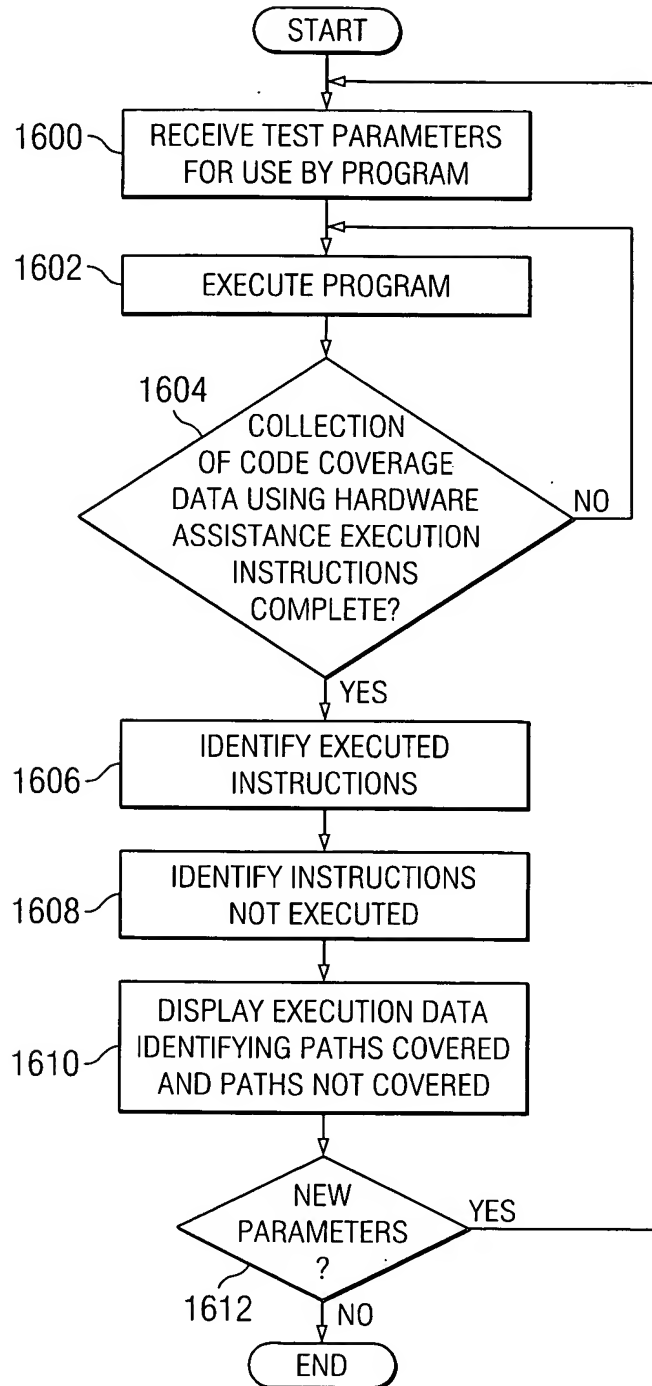 START
1600
RECEIVE TEST PARAMETERS
FOR USE BY PROGRAM
1602
EXECUTE PROGRAM
1604
COLLECTION
OF CODE COVERAGE
DATA USING HARDWARE
ASSISTANCE EXECUTION
INSTRUCTIONS
COMPLETE?
NO
YES
1606
IDENTIFY EXECUTED
INSTRUCTIONS
1608
IDENTIFY INSTRUCTIONS
NOT EXECUTED
1610
DISPLAY EXECUTION DATA
IDENTIFYING PATHS COVERED
AND PATHS NOT COVERED
NEW
PARAMETERS
?
YES
1612
NO
END